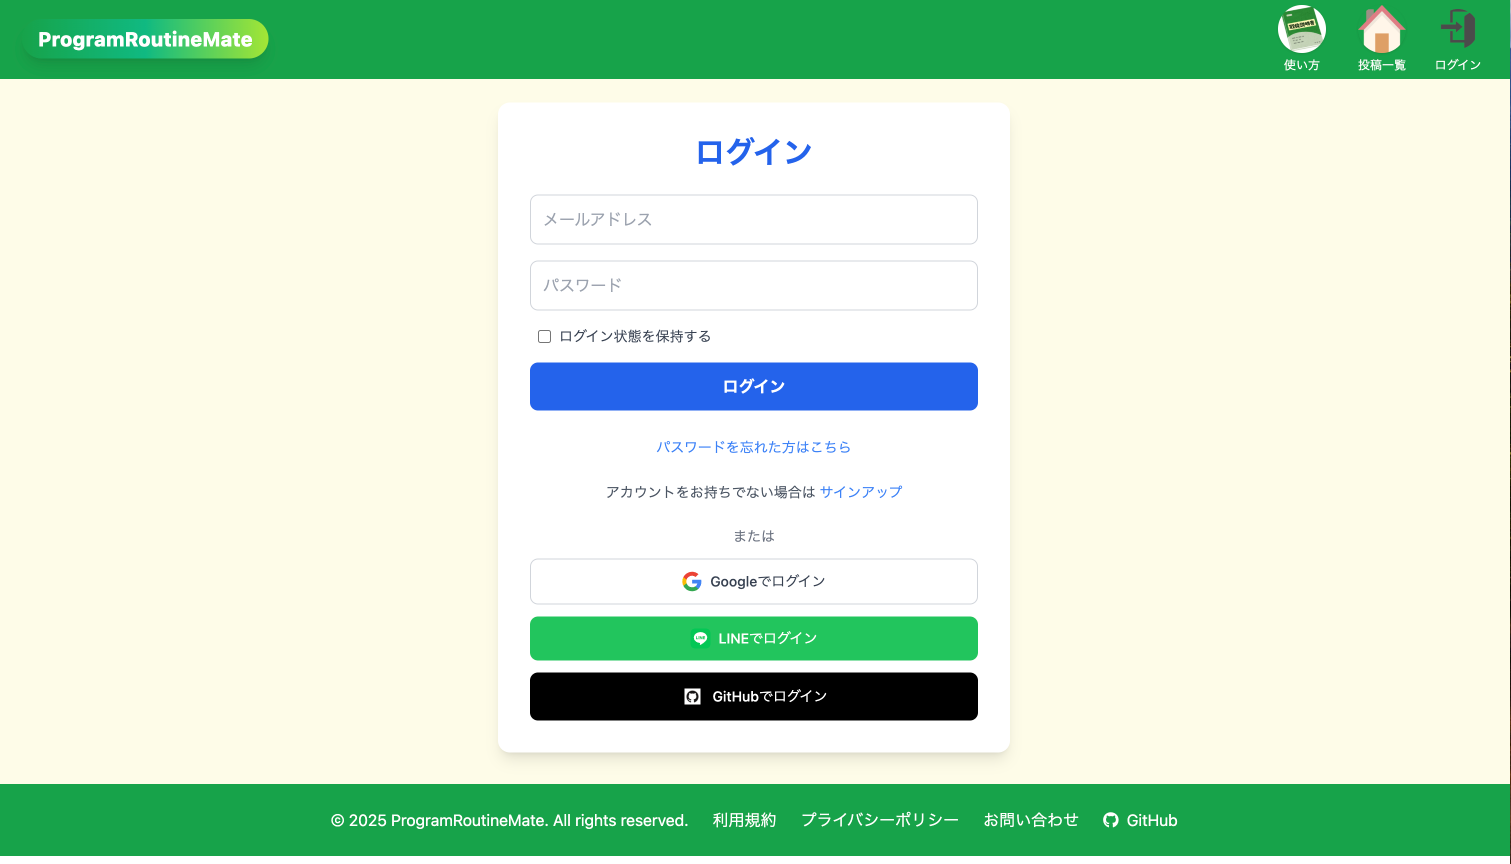 ProgramRoutineMate
使い方
投稿一覧
ログイン
ログイン
メールアドレス
パスワード
ログイン状態を保持する
ログイン
パスワードを忘れた方はこちら
アカウントをお持ちでない場合は サインアップ
または
Googleでログイン
LINEでログイン
GitHubでログイン
© 2025 ProgramRoutineMate. All rights reserved. 利用規約 プライバシーポリシー お問い合わせ GitHub